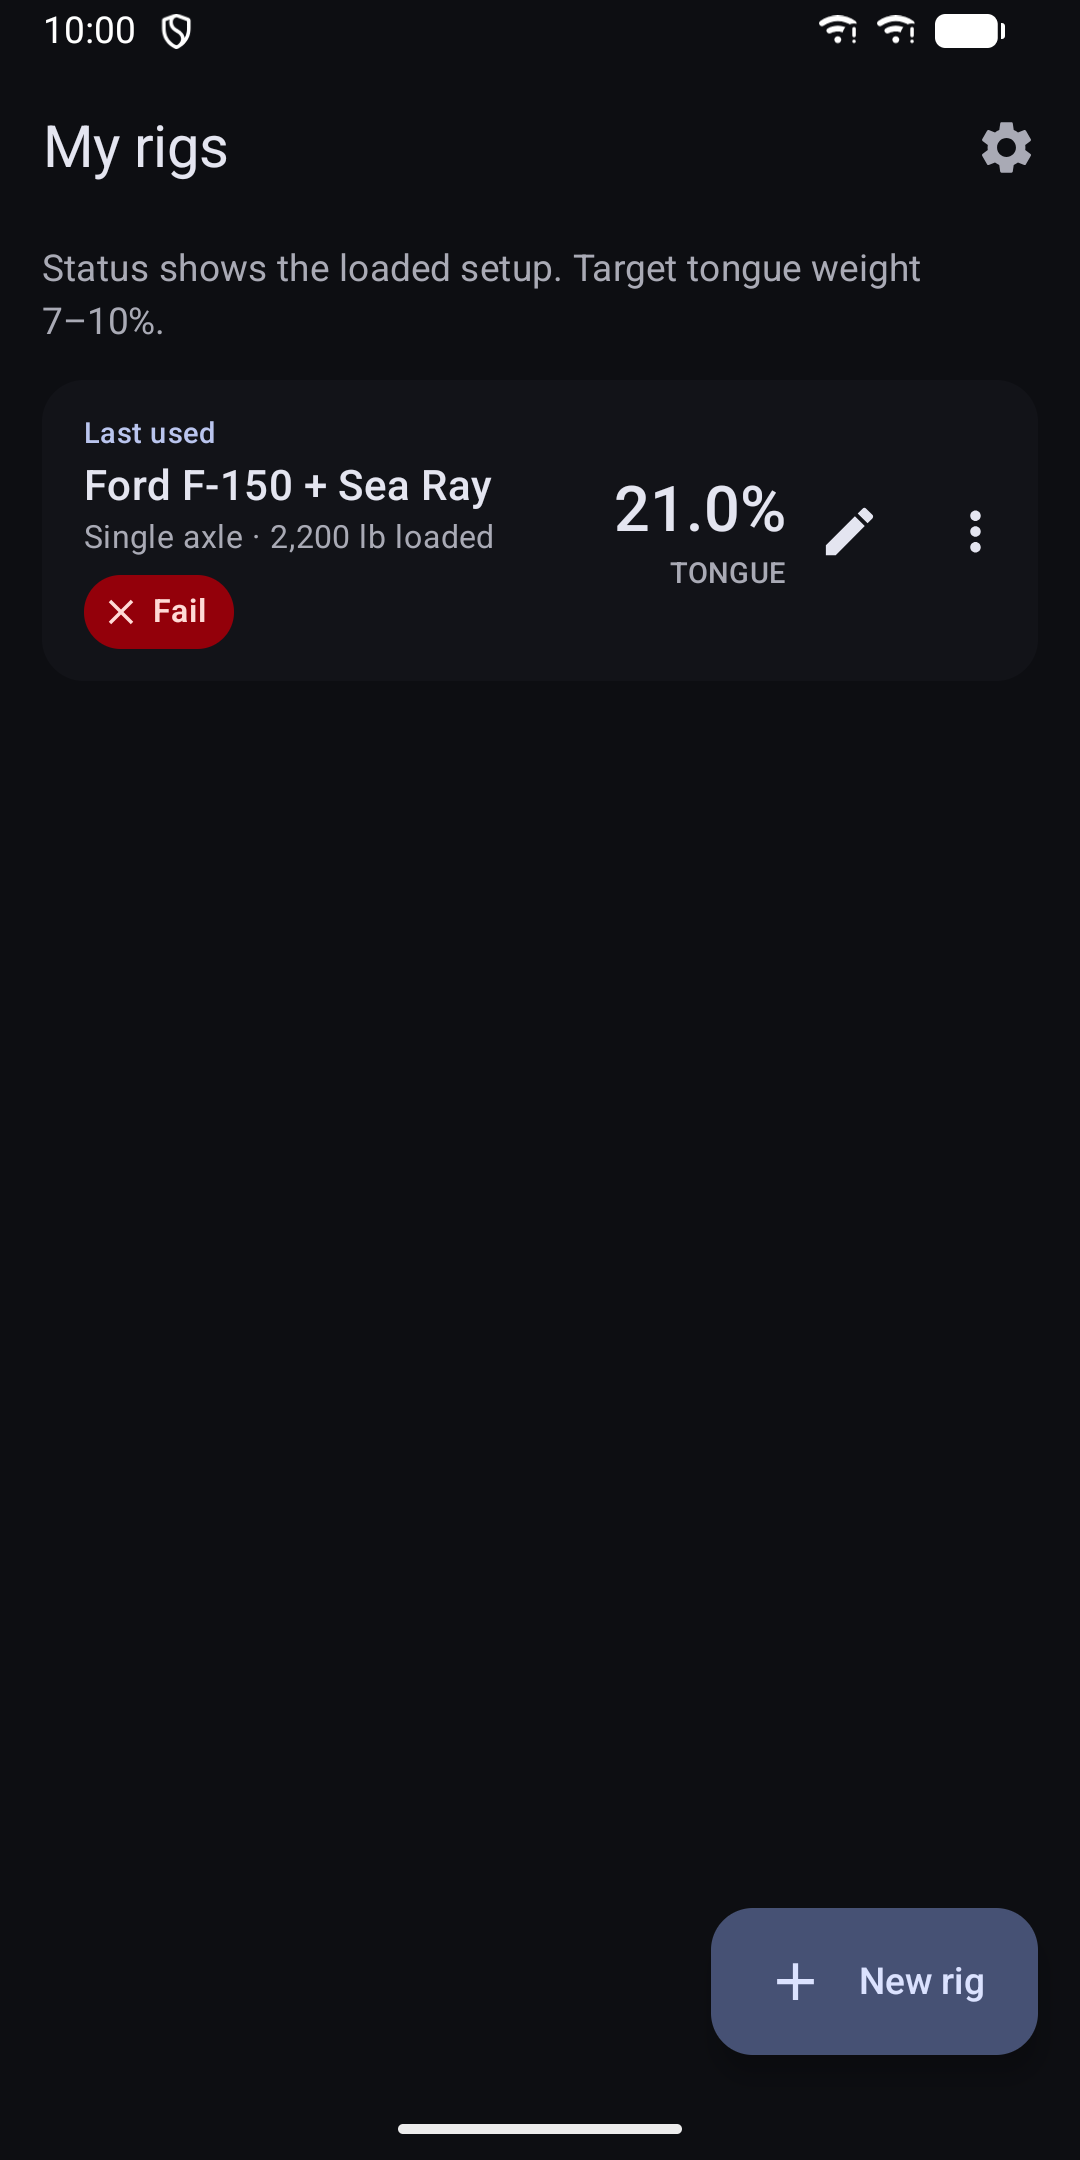 10:00
My rigs
Status shows the loaded setup. Target tongue weight
7–10%.
Last used
Ford F-150 + Sea Ray
Single axle · 2,200 lb loaded
Fail
21.0%
TONGUE
New rig